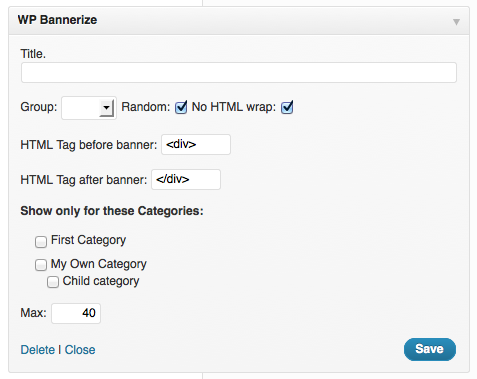 WP Bannerize
Title.
Group: Random: No HTML wrap:
HTML Tag before banner: <div>
HTML Tag after banner: </div>
Show only for these Categories:
First Category
My Own Category
Child category
Max: 40
Delete | Close Save